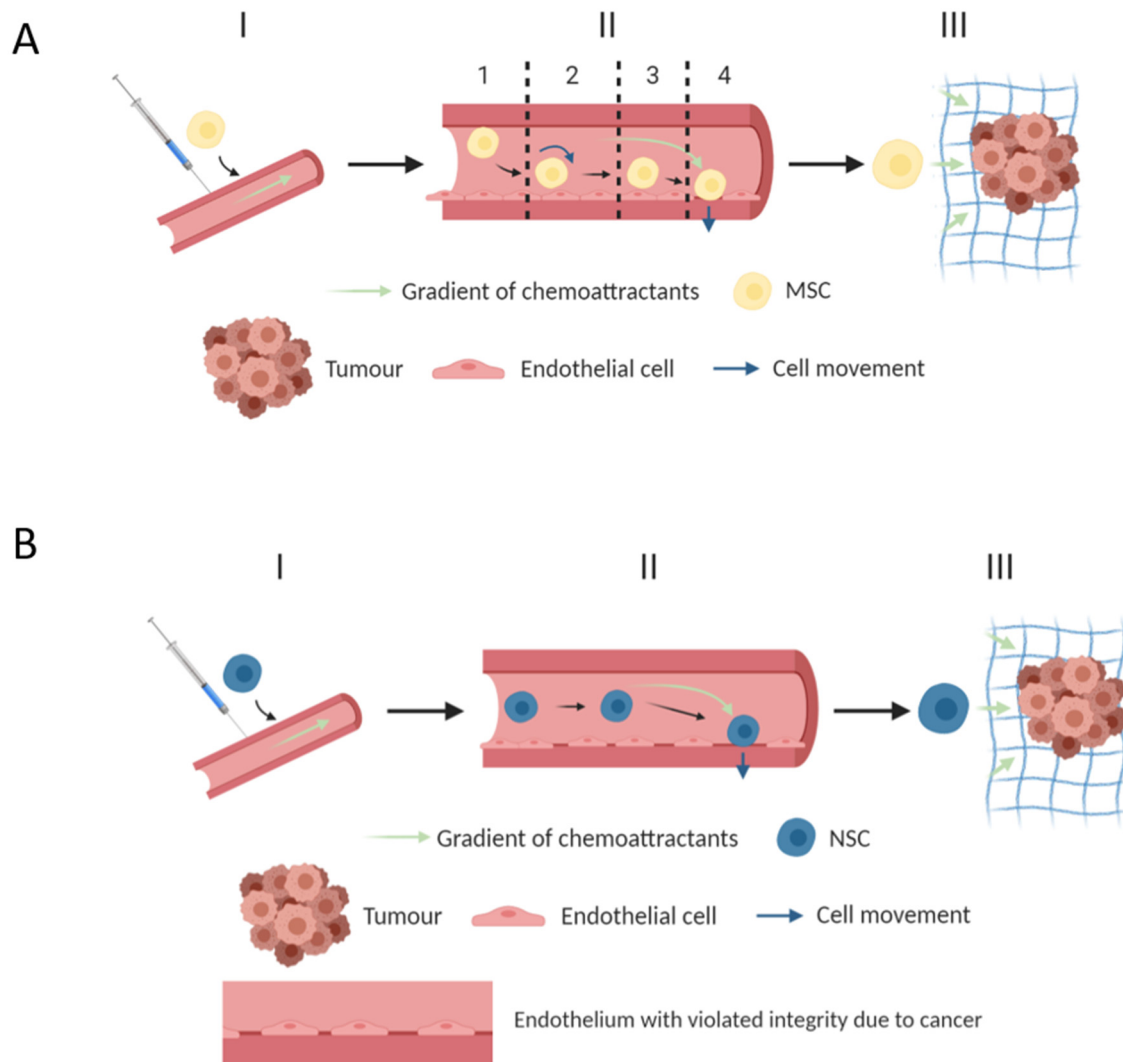 A
I II III
1 2 3 4
Gradient of chemoattractants MSC
Tumour Endothelial cell Cell movement
B
I II III
Gradient of chemoattractants NSC
Tumour Endothelial cell Cell movement
Endothelium with violated integrity due to cancer